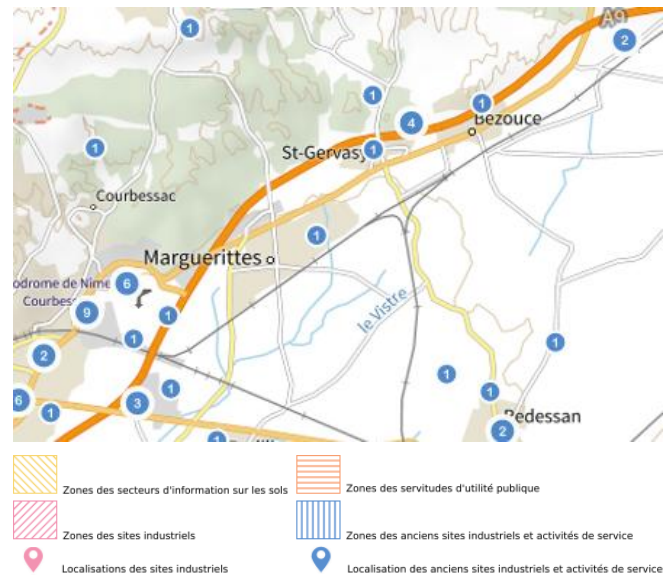 A9
1
2
1
4
1
Bezouce
St-Gervasy
1
1
Courbessac
1
Marguerittes
odrome de Nîme
Courbess
6
9
1
le Vistre
1
2
1
1
1
6
1
3
1
1
2
Redessan
1
Zones des secteurs d'information sur les sols
Zones des servitudes d'utilité publique
Zones des sites industriels
Zones des anciens sites industriels et activités de service
Localisations des sites industriels
Localisation des anciens sites industriels et activités de service